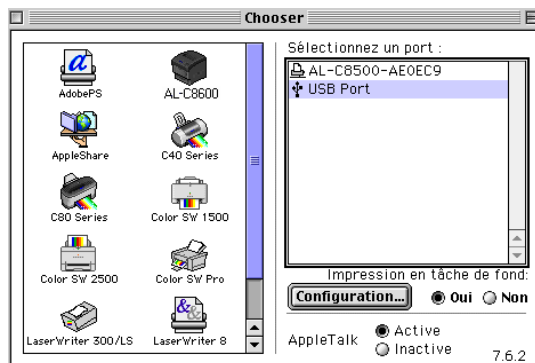 Chooser
AdobePS
AL-C8600
AppleShare
C40 Series
C80 Series
Color SW 1500
Color SW 2500
Color SW Pro
LaserWriter 300/LS
LaserWriter 8
Sélectionnez un port :
AL-C8500-AE0EC9
USB Port
Impression en tâche de fond:
Configuration...
Oui
Non
AppleTalk
Active
Inactive
7.6.2